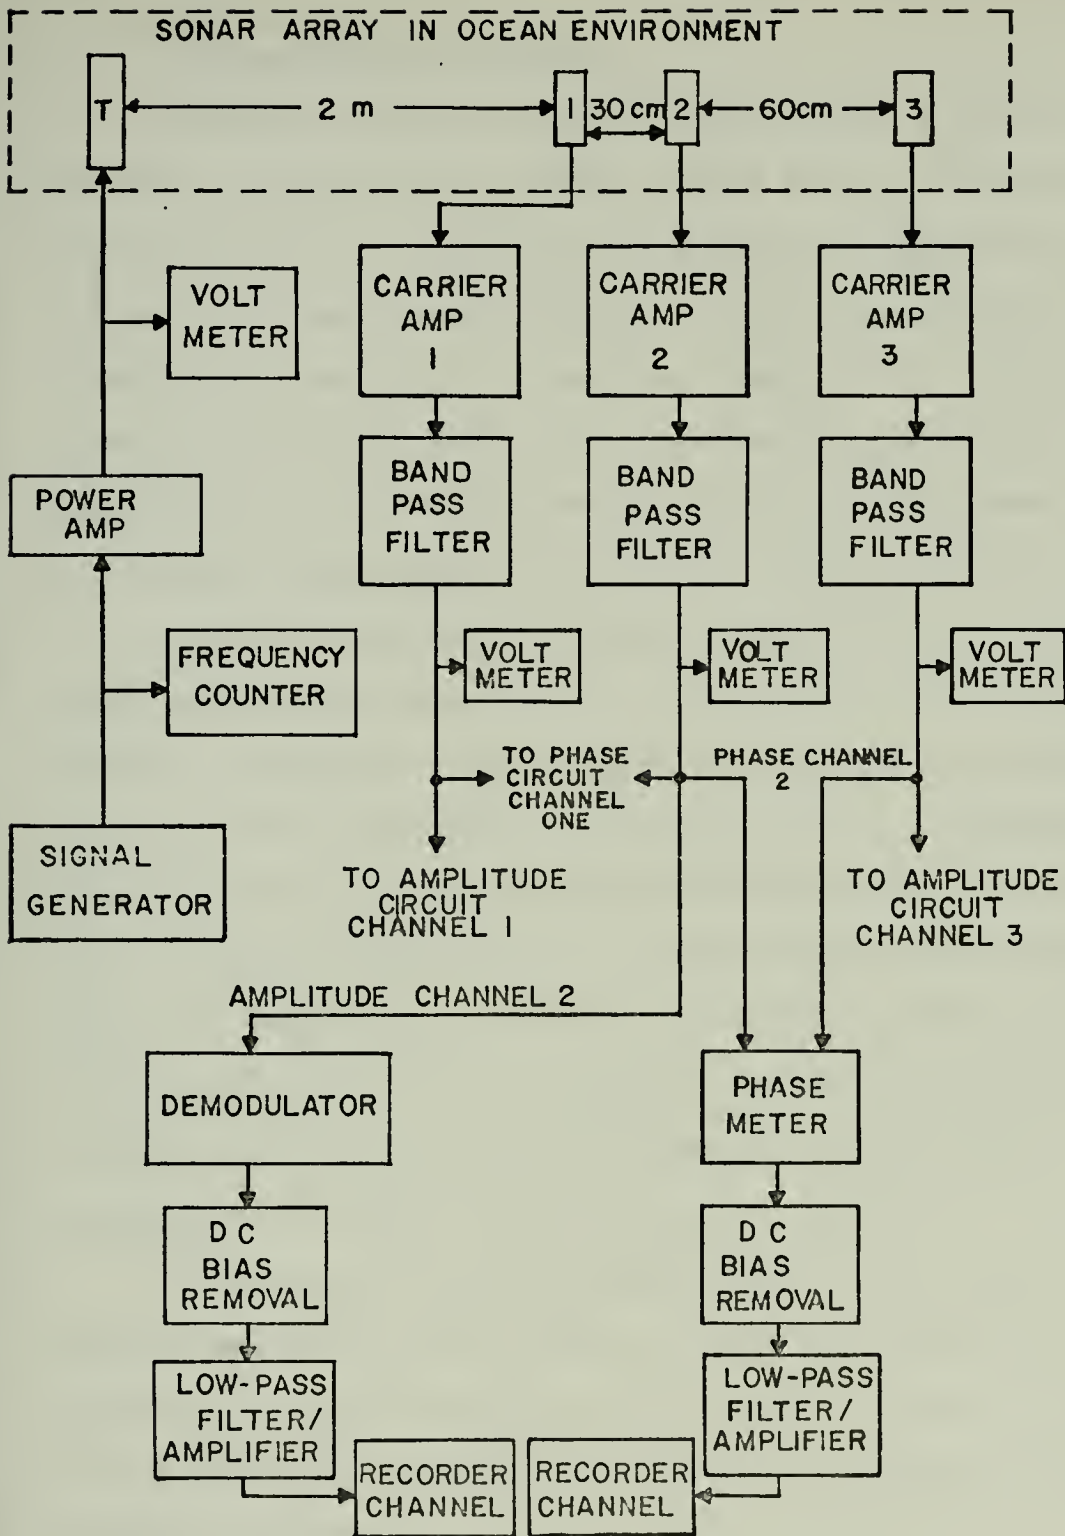 SONAR ARRAY IN OCEAN ENVIRONMENT
T
2 m
1
30 cm
2
60cm
3
VOLT
METER
CARRIER
AMP
1
CARRIER
AMP
2
CARRIER
AMP
3
POWER
AMP
BAND
PASS
FILTER
BAND
PASS
FILTER
BAND
PASS
FILTER
FREQUENCY
COUNTER
VOLT
METER
VOLT
METER
VOLT
METER
TO PHASE
CIRCUIT
CHANNEL
ONE
PHASE CHANNEL
2
SIGNAL
GENERATOR
TO AMPLITUDE
CIRCUIT
CHANNEL 1
TO AMPLITUDE
CIRCUIT
CHANNEL 3
AMPLITUDE CHANNEL 2
DEMODULATOR
PHASE
METER
DC
BIAS
REMOVAL
DC
BIAS
REMOVAL
LOW-PASS
FILTER/
AMPLIFIER
LOW-PASS
FILTER/
AMPLIFIER
RECORDER
CHANNEL
RECORDER
CHANNEL